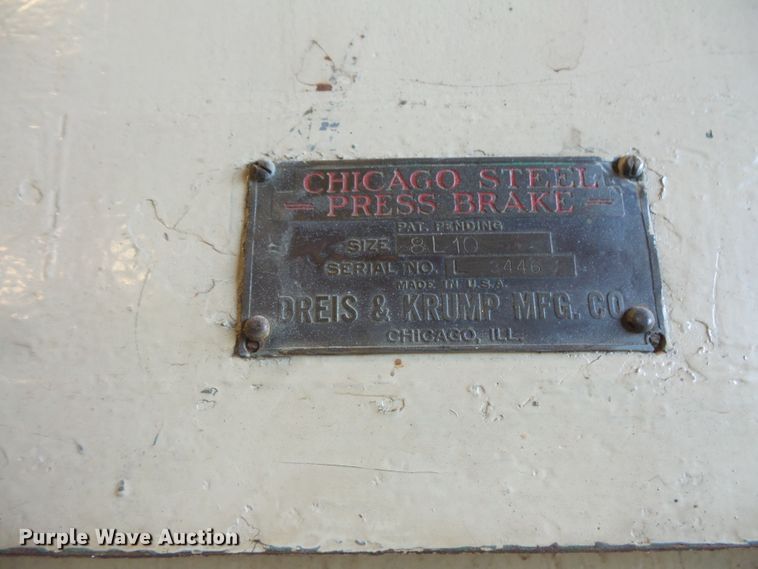 CHICAGO STEEL
- PRESS BRAKE -
PAT. PENDING
SIZE 8 L 10
SERIAL NO. L 3446
MADE IN U.S.A.
DREIS & KRUMP MFG. CO.
CHICAGO, ILL.
Purple Wave Auction